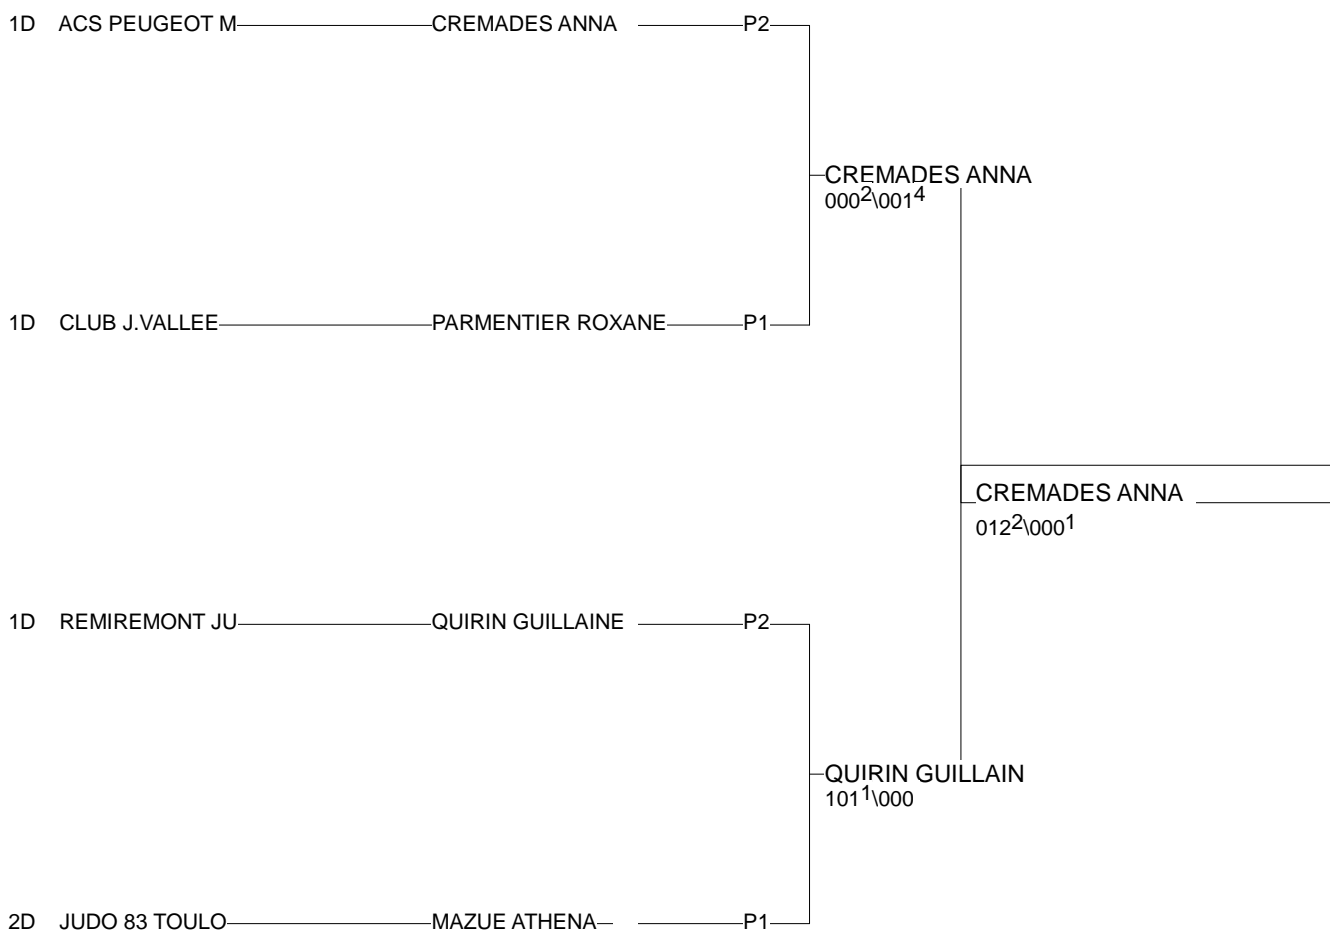 1D ACS PEUGEOT M CREMADES ANNA P2
CREMADES ANNA
000²\001⁴
1D CLUB J.VALLEE PARMENTIER ROXANE P1
CREMADES ANNA
012²\000¹
1D REMIREMONT JU QUIRIN GUILLAINE P2
QUIRIN GUILLAIN
101¹\000
2D JUDO 83 TOULO MAZUE ATHENA P1